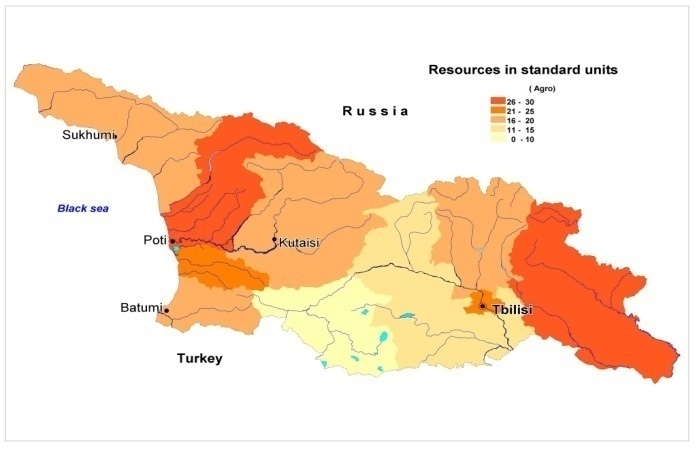 Resources in standard units
( Agro)
26 - 30
21 - 25
16 - 20
11 - 15
0 - 10
Russia
Sukhumi
Black sea
Poti
Kutaisi
Batumi
Tbilisi
Turkey